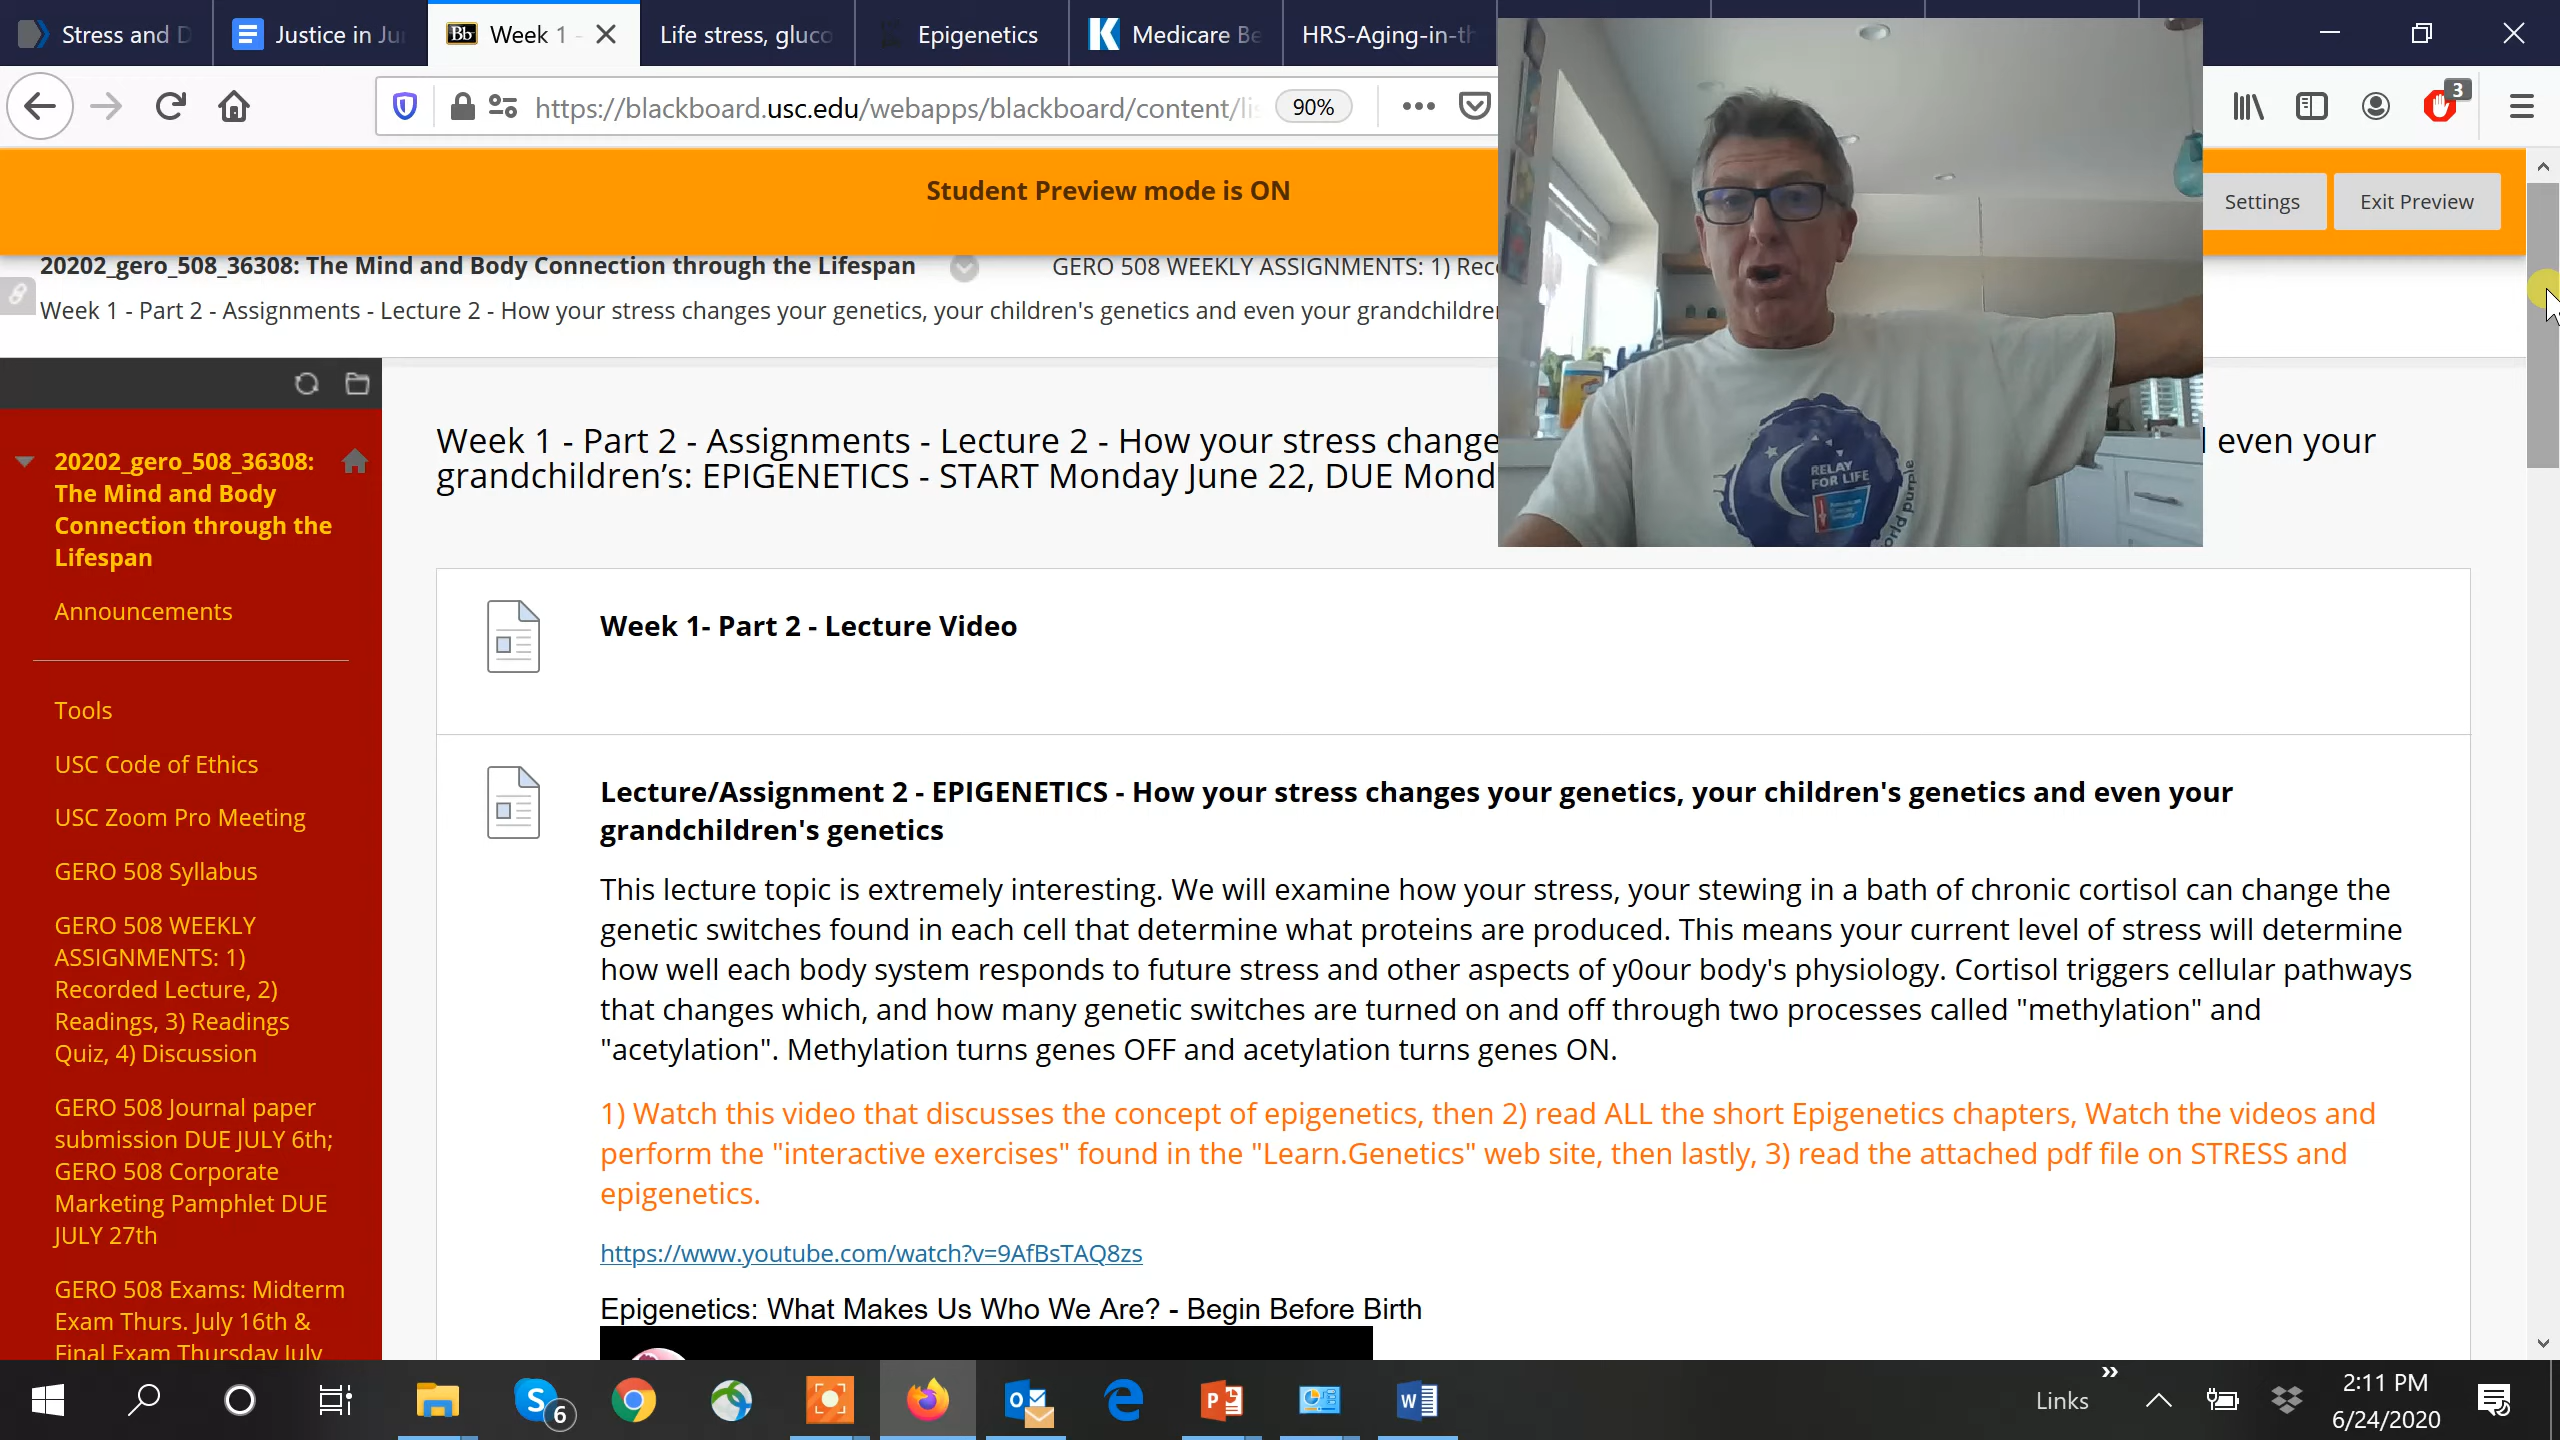 Stress and D
Justice in Ju
Week 1 -
Life stress, gluco
Epigenetics
Medicare Be
HRS-Aging-in-th
https://blackboard.usc.edu/webapps/blackboard/content/lis
90%
3
Student Preview mode is ON
Settings
Exit Preview
20202_gero_508_36308: The Mind and Body Connection through the Lifespan
GERO 508 WEEKLY ASSIGNMENTS: 1) Reco
Week 1 - Part 2 - Assignments - Lecture 2 - How your stress changes your genetics, your children's genetics and even your grandchildren
20202_gero_508_36308:
The Mind and Body
Connection through the
Lifespan
Announcements
Tools
USC Code of Ethics
USC Zoom Pro Meeting
GERO 508 Syllabus
GERO 508 WEEKLY
ASSIGNMENTS: 1)
Recorded Lecture, 2)
Readings, 3) Readings
Quiz, 4) Discussion
GERO 508 Journal paper
submission DUE JULY 6th;
GERO 508 Corporate
Marketing Pamphlet DUE
JULY 27th
GERO 508 Exams: Midterm
Exam Thurs. July 16th &
Final Exam Thursday July
Week 1 - Part 2 - Assignments - Lecture 2 - How your stress change
even your
grandchildren’s: EPIGENETICS - START Monday June 22, DUE Mond
RELAY
FOR LIFE
orld purple
Week 1- Part 2 - Lecture Video
Lecture/Assignment 2 - EPIGENETICS - How your stress changes your genetics, your children's genetics and even your
grandchildren's genetics
This lecture topic is extremely interesting. We will examine how your stress, your stewing in a bath of chronic cortisol can change the
genetic switches found in each cell that determine what proteins are produced. This means your current level of stress will determine
how well each body system responds to future stress and other aspects of y0our body's physiology. Cortisol triggers cellular pathways
that changes which, and how many genetic switches are turned on and off through two processes called "methylation" and
"acetylation". Methylation turns genes OFF and acetylation turns genes ON.
1) Watch this video that discusses the concept of epigenetics, then 2) read ALL the short Epigenetics chapters, Watch the videos and
perform the "interactive exercises" found in the "Learn.Genetics" web site, then lastly, 3) read the attached pdf file on STRESS and
epigenetics.
https://www.youtube.com/watch?v=9AfBsTAQ8zs
Epigenetics: What Makes Us Who We Are? - Begin Before Birth
6
Links
2:11 PM
6/24/2020